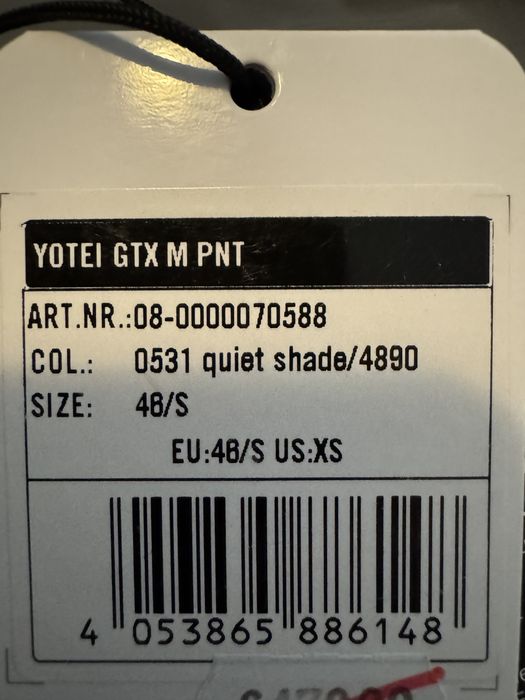 YOTEI GTX M PNT
ART.NR.:08-0000070588
COL.: 0531 quiet shade/4890
SIZE: 46/S
EU:46/S US:XS
4 053865 886148